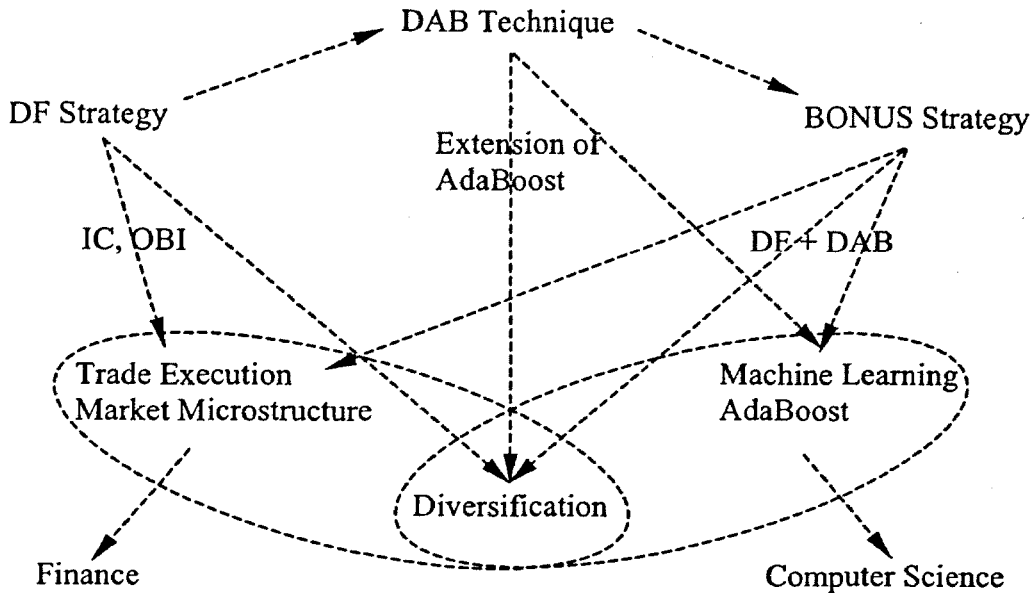 DAB Technique
DF Strategy
BONUS Strategy
Extension of
AdaBoost
IC, OBI
DF + DAB
Trade Execution
Market Microstructure
Machine Learning
AdaBoost
Diversification
Finance
Computer Science